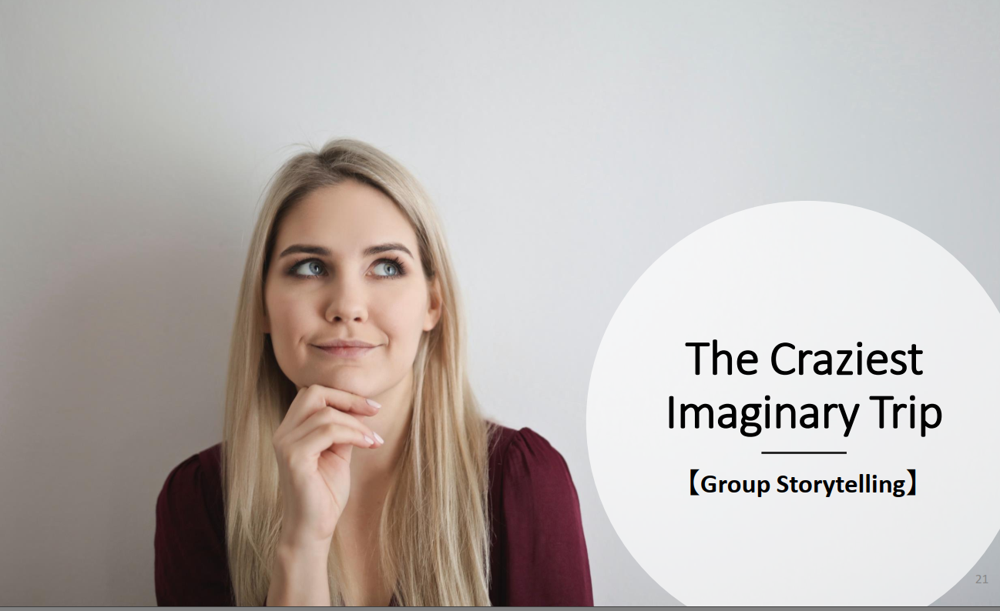 The Craziest
Imaginary Trip
【Group Storytelling】
21